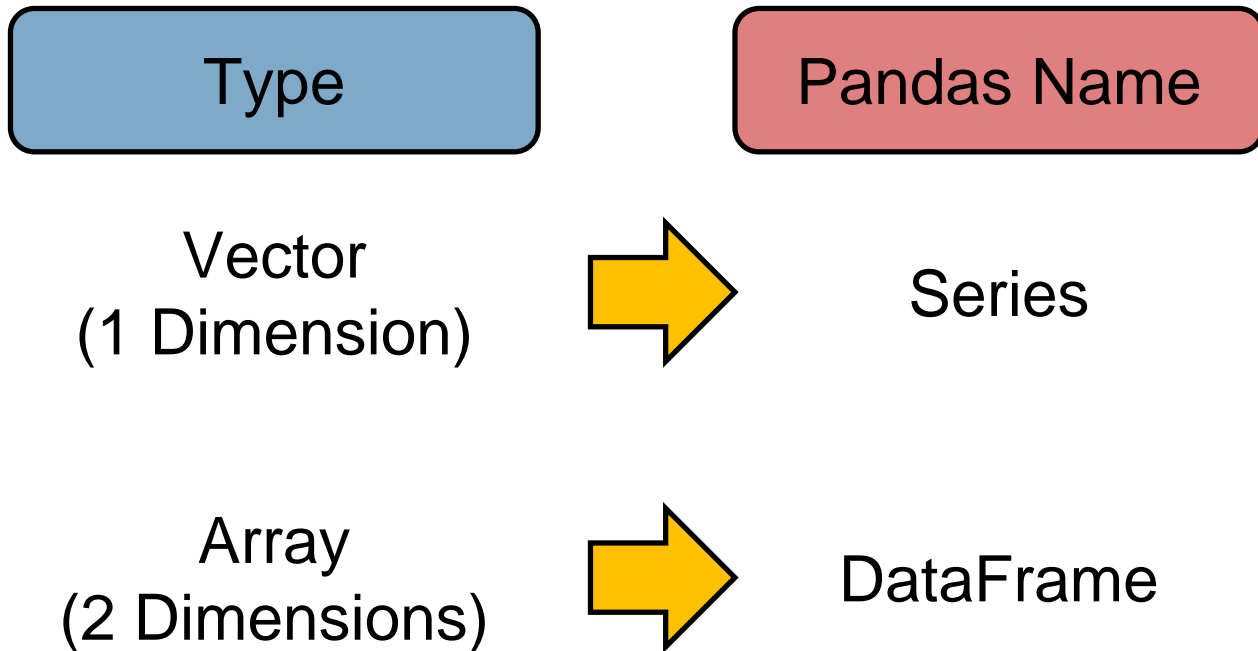 Type
Pandas Name
Vector
(1 Dimension)
Series
Array
(2 Dimensions)
DataFrame